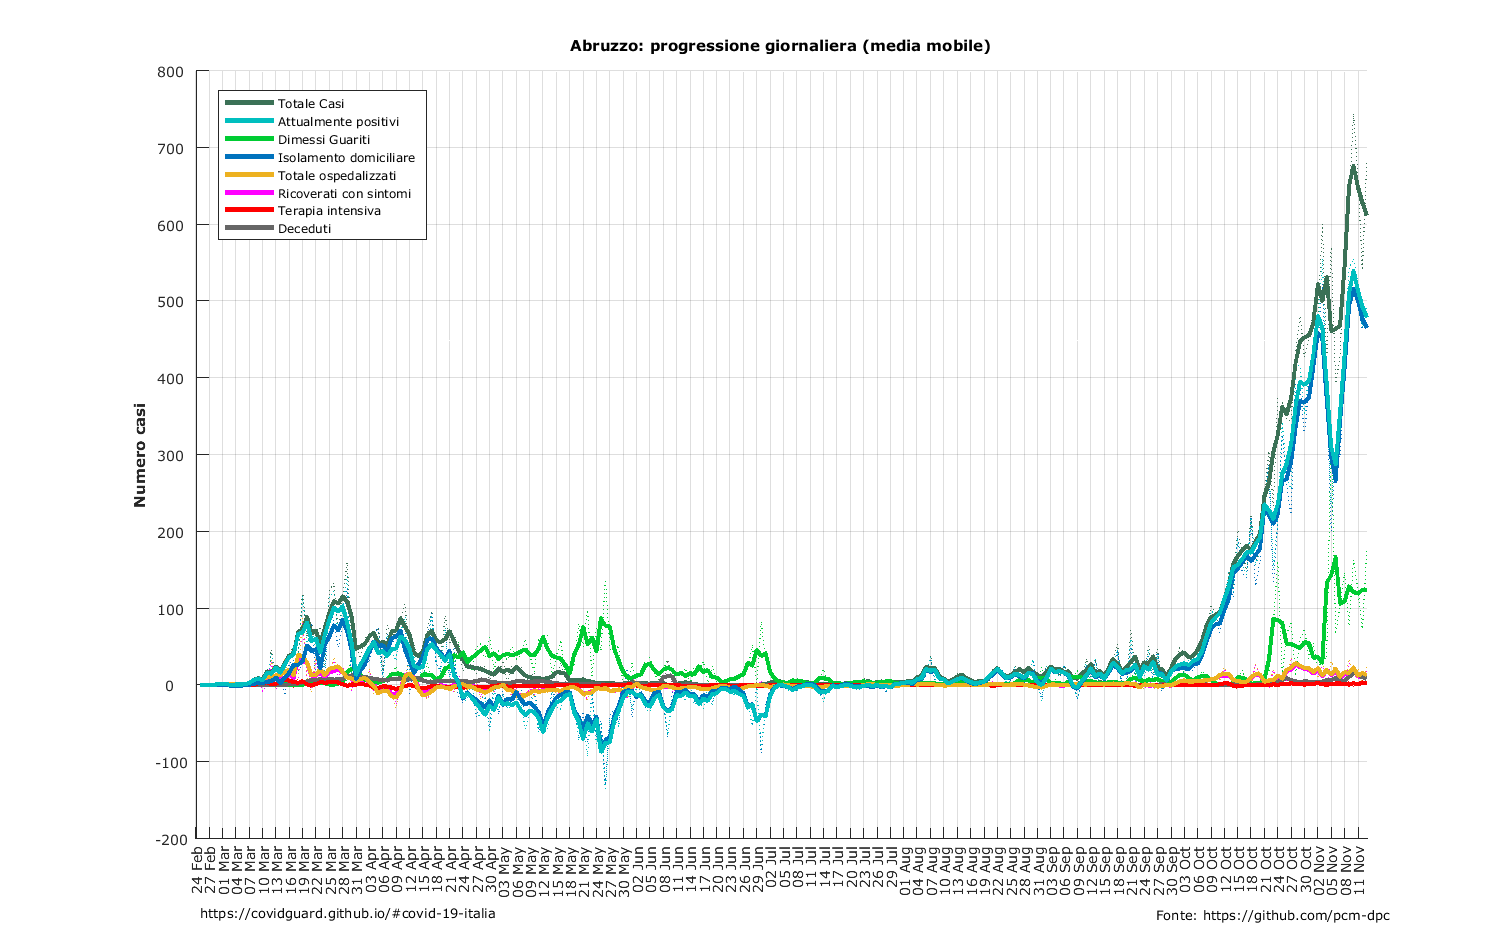 Abruzzo: progressione giornaliera (media mobile)
800
700
600
500
400
300
200
100
0
-100
-200
Numero casi
Totale Casi
Attualmente positivi
Dimessi Guariti
Isolamento domiciliare
Totale ospedalizzati
Ricoverati con sintomi
Terapia intensiva
Deceduti
24 Feb
27 Feb
01 Mar
04 Mar
07 Mar
10 Mar
13 Mar
16 Mar
19 Mar
22 Mar
25 Mar
28 Mar
31 Mar
03 Apr
06 Apr
09 Apr
12 Apr
15 Apr
18 Apr
21 Apr
24 Apr
27 Apr
30 Apr
03 May
06 May
09 May
12 May
15 May
18 May
21 May
24 May
27 May
30 May
02 Jun
05 Jun
08 Jun
11 Jun
14 Jun
17 Jun
20 Jun
23 Jun
26 Jun
29 Jun
02 Jul
05 Jul
08 Jul
11 Jul
14 Jul
17 Jul
20 Jul
23 Jul
26 Jul
29 Jul
01 Aug
04 Aug
07 Aug
10 Aug
13 Aug
16 Aug
19 Aug
22 Aug
25 Aug
28 Aug
31 Aug
03 Sep
06 Sep
09 Sep
12 Sep
15 Sep
18 Sep
21 Sep
24 Sep
27 Sep
30 Sep
03 Oct
06 Oct
09 Oct
12 Oct
15 Oct
18 Oct
21 Oct
24 Oct
27 Oct
30 Oct
02 Nov
05 Nov
08 Nov
11 Nov
https://covidguard.github.io/#covid-19-italia
Fonte: https://github.com/pcm-dpc